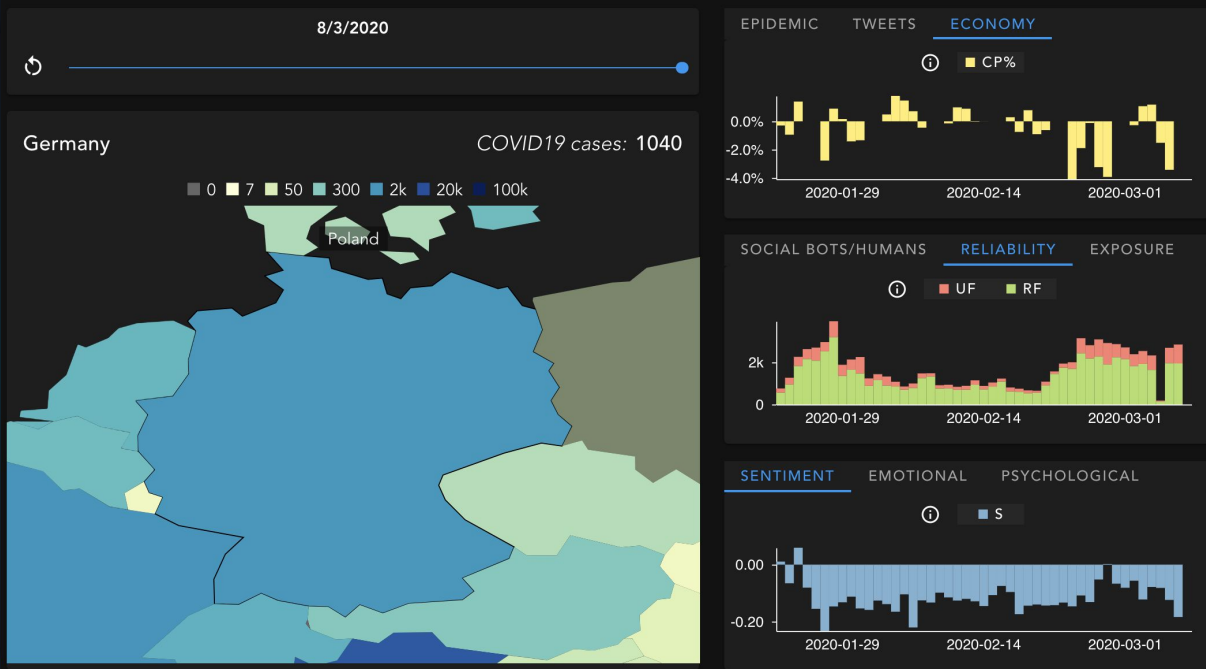 8/3/2020
Germany
COVID19 cases: 1040
0 7 50 300 2k 20k 100k
Poland
EPIDEMIC TWEETS ECONOMY
CP%
0.0%
-2.0%
-4.0%
2020-01-29 2020-02-14 2020-03-01
SOCIAL BOTS/HUMANS RELIABILITY EXPOSURE
UF RF
2k
0
2020-01-29 2020-02-14 2020-03-01
SENTIMENT EMOTIONAL PSYCHOLOGICAL
S
0.00
-0.20
2020-01-29 2020-02-14 2020-03-01